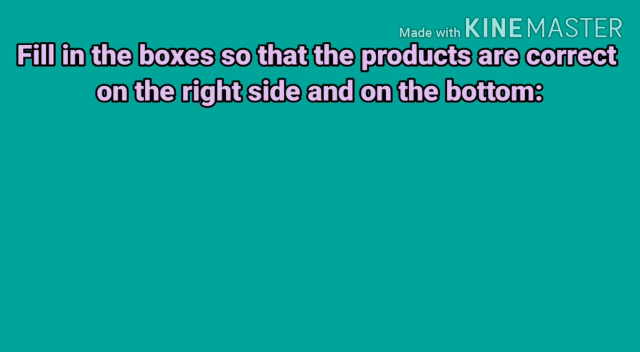 Made with KINEMASTER
Fill in the boxes so that the products are correct
on the right side and on the bottom: